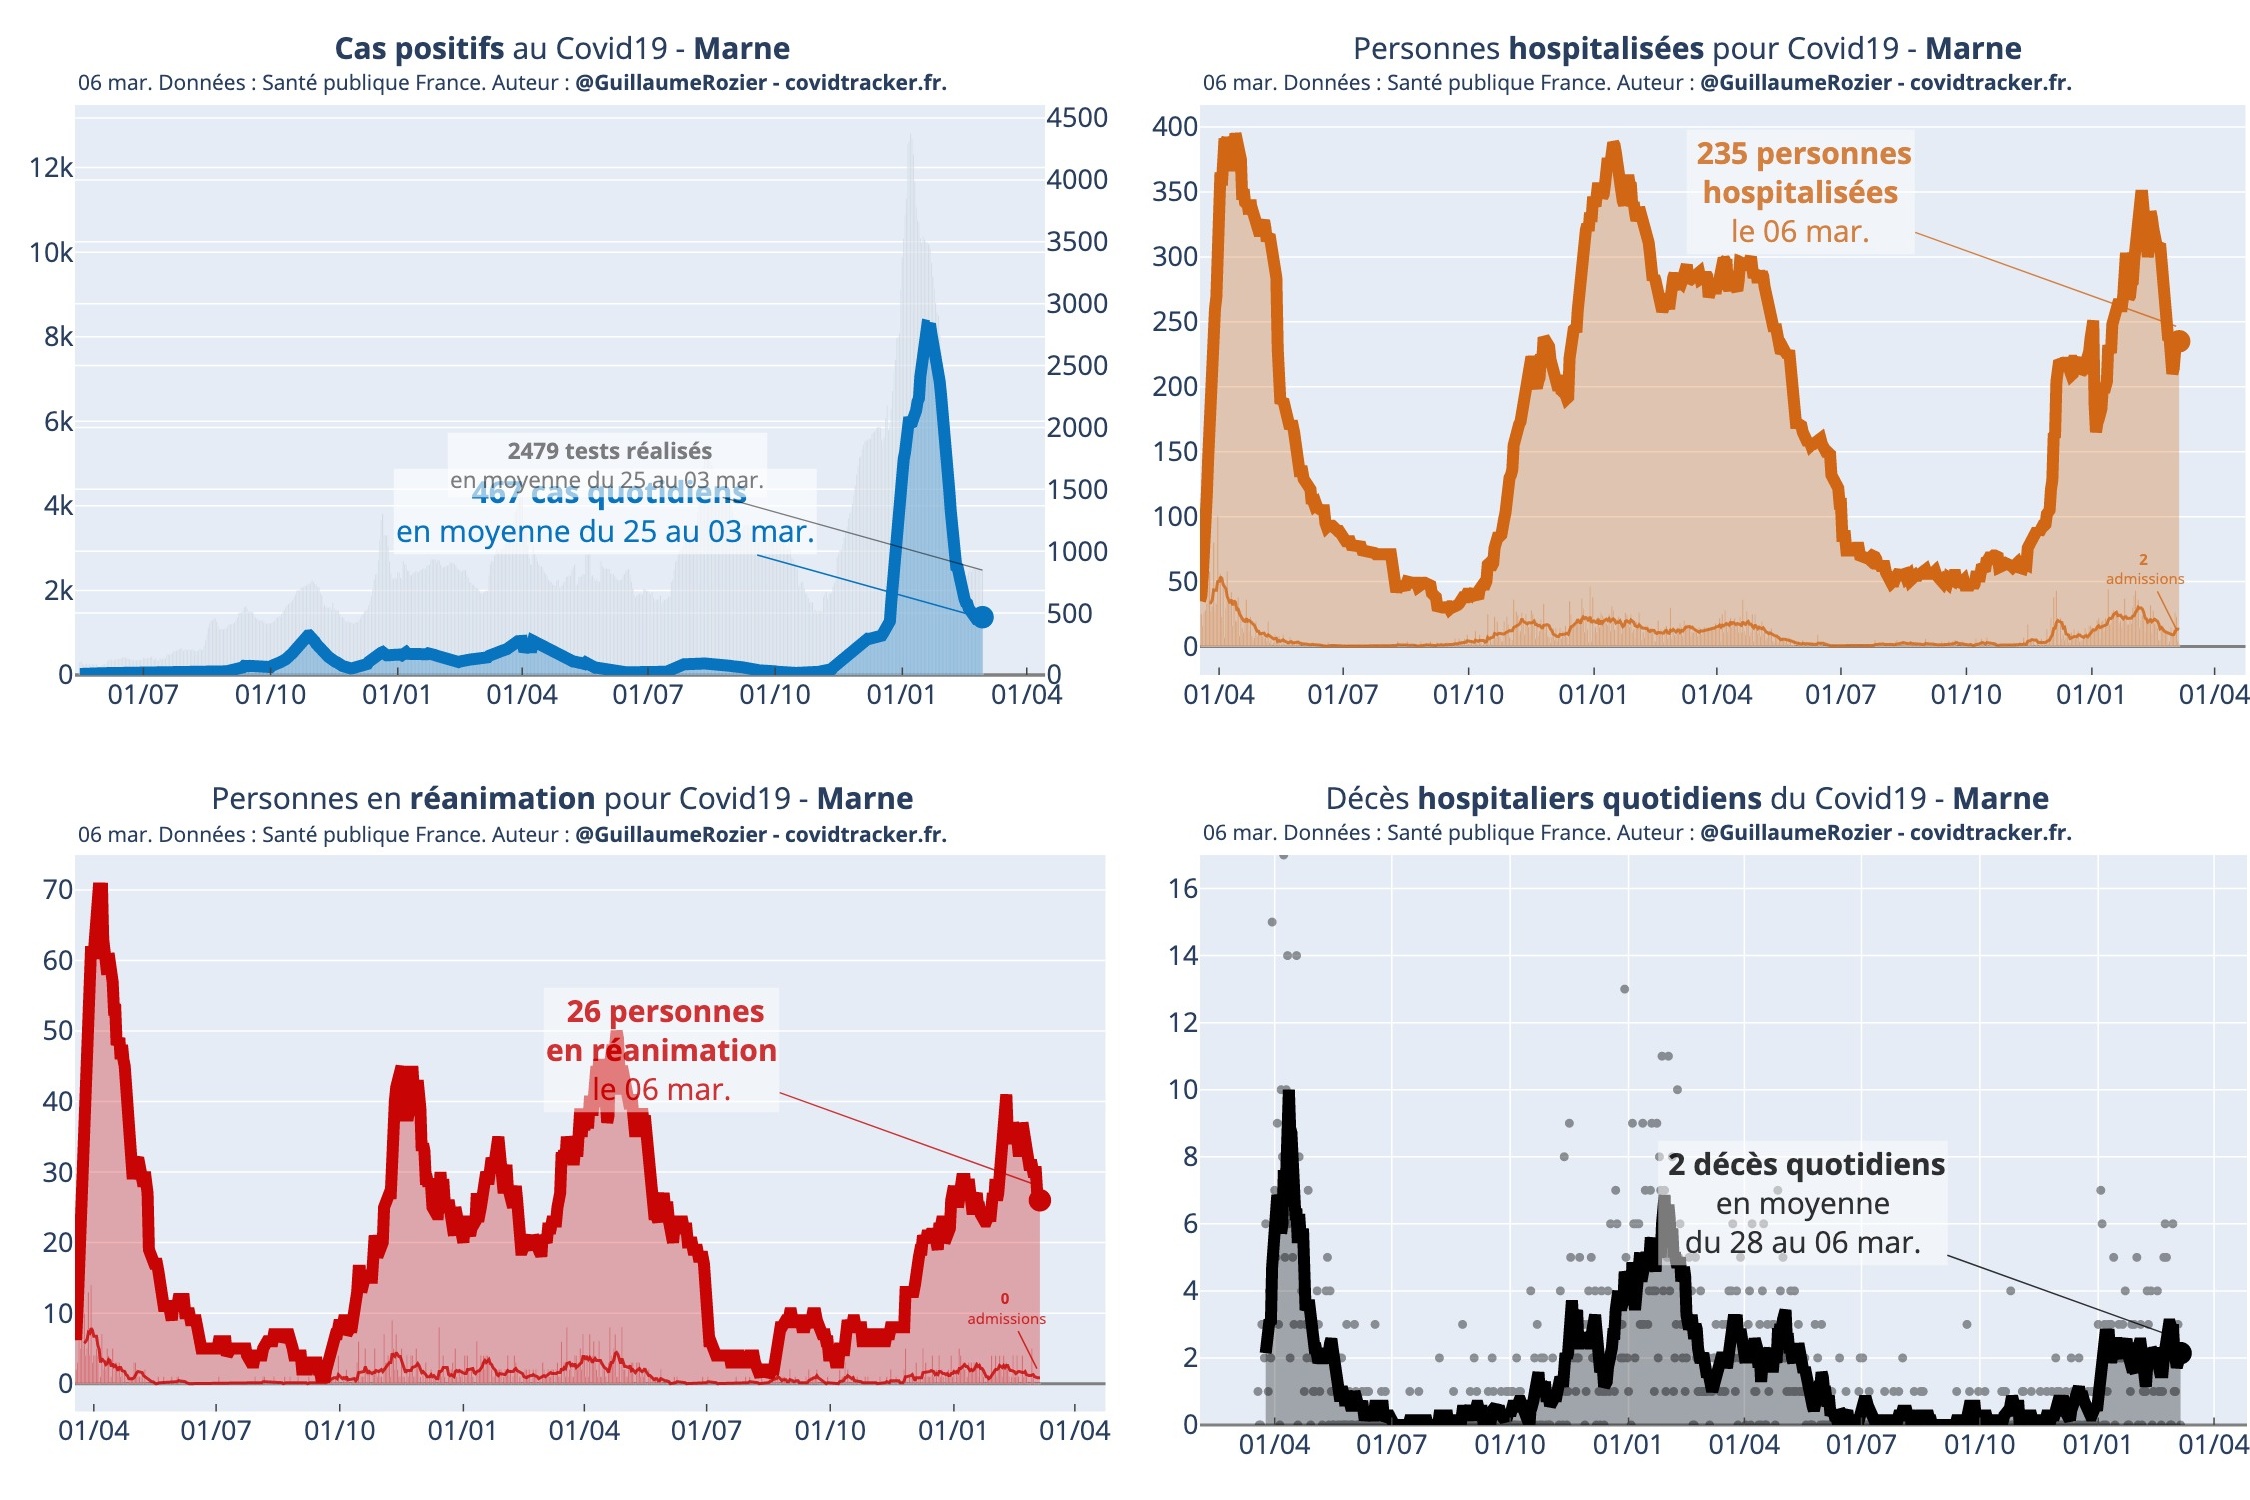 Cas positifs au Covid19 - Marne
06 mar. Données : Santé publique France. Auteur : @GuillaumeRozier - covidtracker.fr.
12k
10k
8k
6k
4k
2k
0
4500
4000
3500
3000
2500
2000
1500
1000
500
0
2479 tests réalisés
en moyenne du 25 au 03 mar.
467 cas quotidiens
en moyenne du 25 au 03 mar.
01/07 01/10 01/01 01/04 01/07 01/10 01/01 01/04
Personnes hospitalisées pour Covid19 - Marne
06 mar. Données : Santé publique France. Auteur : @GuillaumeRozier - covidtracker.fr.
400
350
300
250
200
150
100
50
0
235 personnes
hospitalisées
le 06 mar.
2
admissions
01/04 01/07 01/10 01/01 01/04 01/07 01/10 01/01 01/04
Personnes en réanimation pour Covid19 - Marne
06 mar. Données : Santé publique France. Auteur : @GuillaumeRozier - covidtracker.fr.
70
60
50
40
30
20
10
0
26 personnes
en réanimation
le 06 mar.
0
admissions
01/04 01/07 01/10 01/01 01/04 01/07 01/10 01/01 01/04
Décès hospitaliers quotidiens du Covid19 - Marne
06 mar. Données : Santé publique France. Auteur : @GuillaumeRozier - covidtracker.fr.
16
14
12
10
8
6
4
2
0
2 décès quotidiens
en moyenne
du 28 au 06 mar.
01/04 01/07 01/10 01/01 01/04 01/07 01/10 01/01 01/04